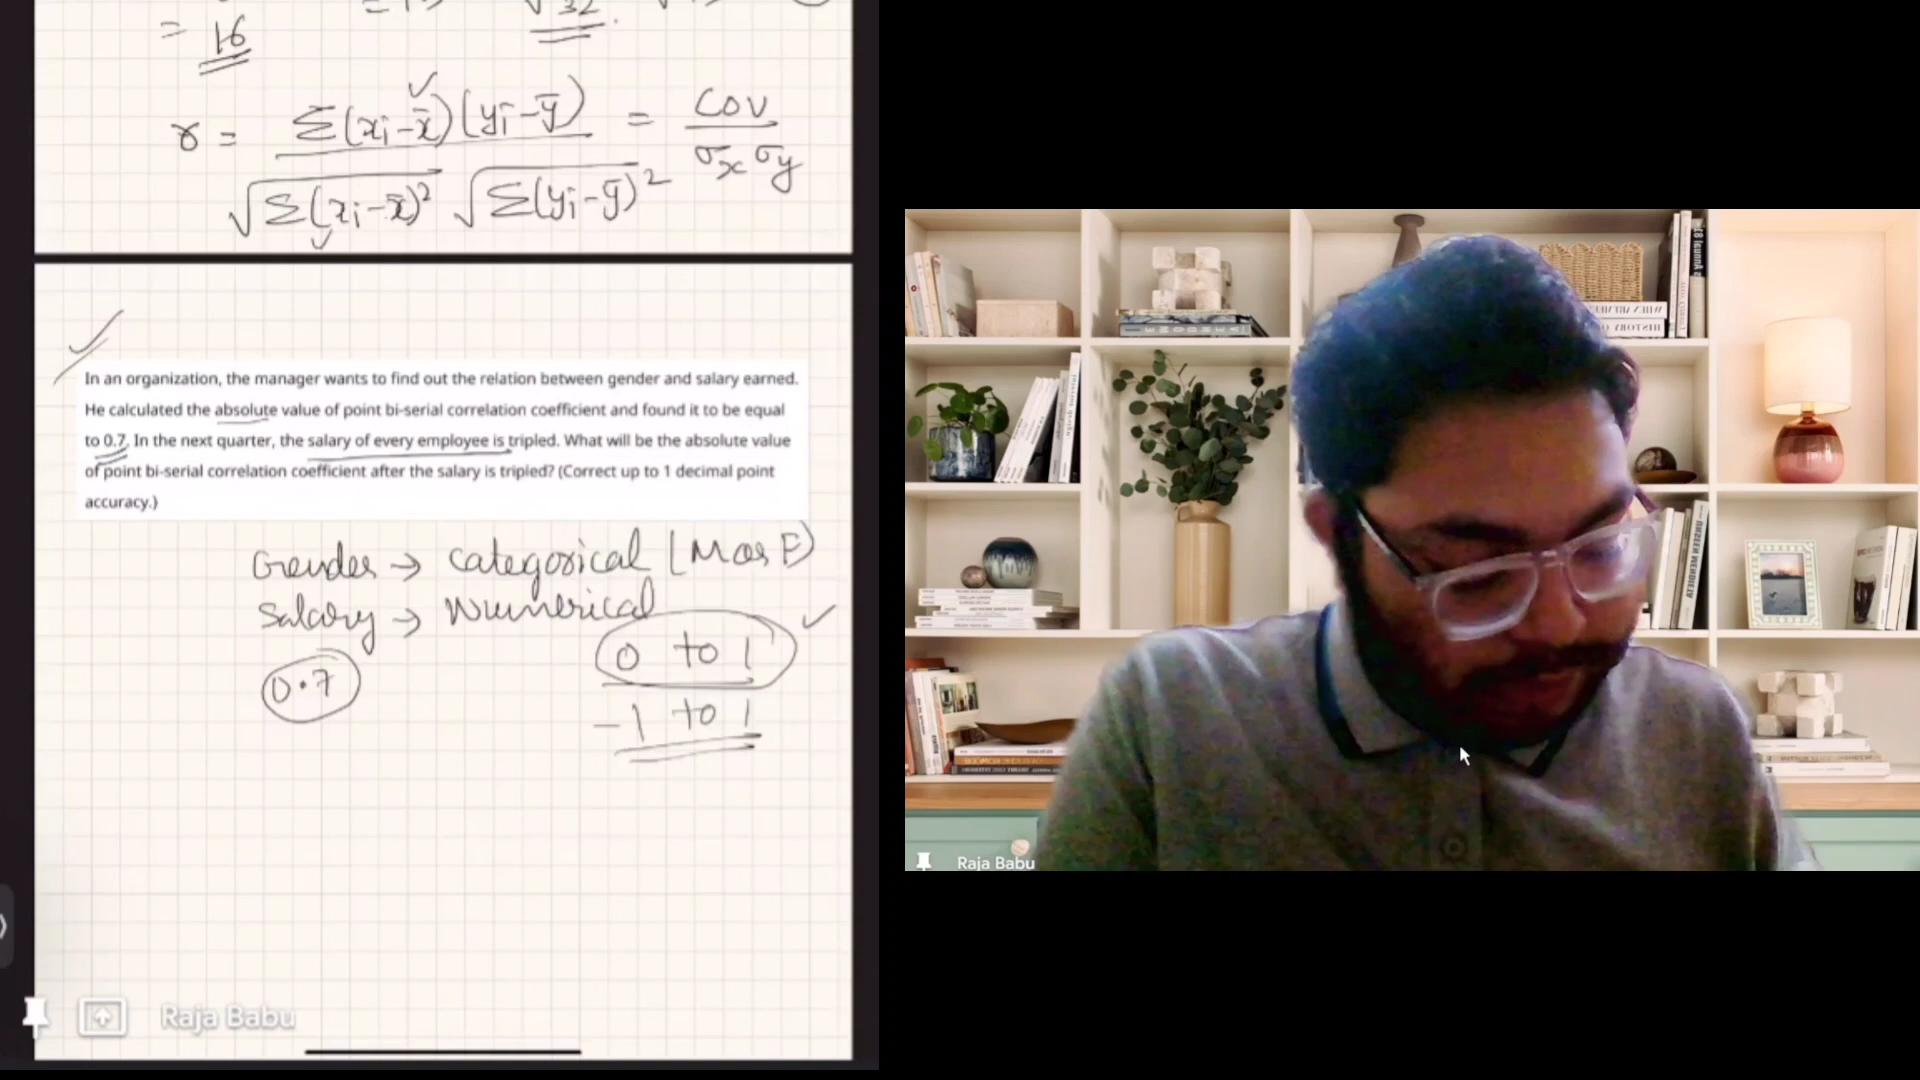 = 16
32
r = Σ(xi-x̄)(yi-ȳ) = COV
√Σ(xi-x̄)² √Σ(yi-ȳ)² σx σy
In an organization, the manager wants to find out the relation between gender and salary earned.
He calculated the absolute value of point bi-serial correlation coefficient and found it to be equal
to 0.7. In the next quarter, the salary of every employee is tripled. What will be the absolute value
of point bi-serial correlation coefficient after the salary is tripled? (Correct up to 1 decimal point
accuracy.)
Gender → categorical (M or F)
Salary → Numerical
0 to 1
0.7
-1 to 1
Raja Babu
Raja Babu